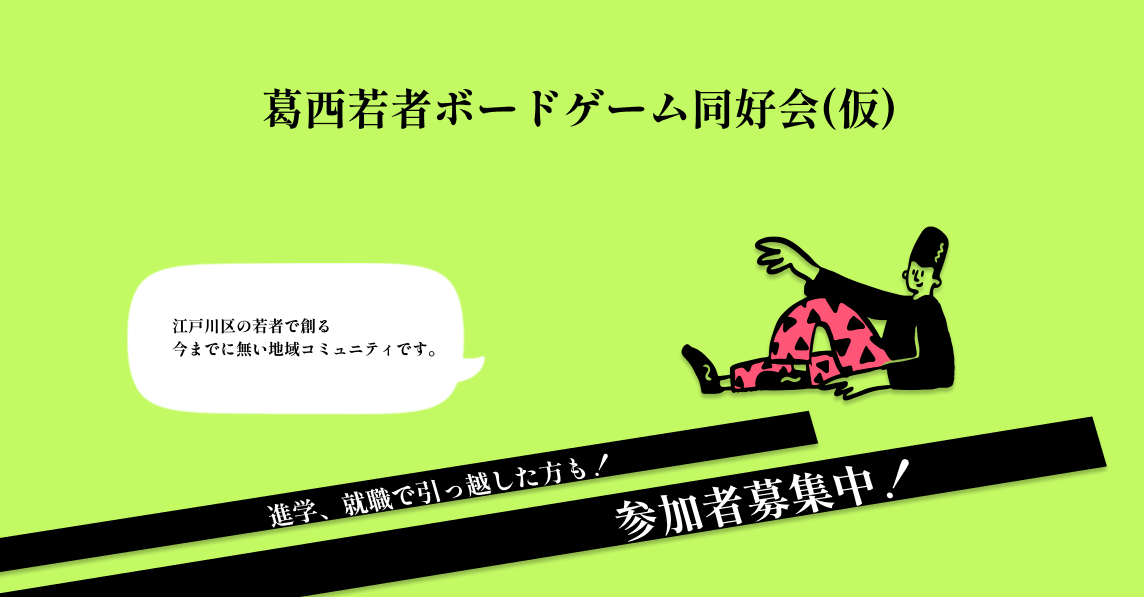 葛西若者ボードゲーム同好会(仮)
江戸川区の若者で創る
今までに無い地域コミュニティです。
進学、就職で引っ越した方も！
参加者募集中！